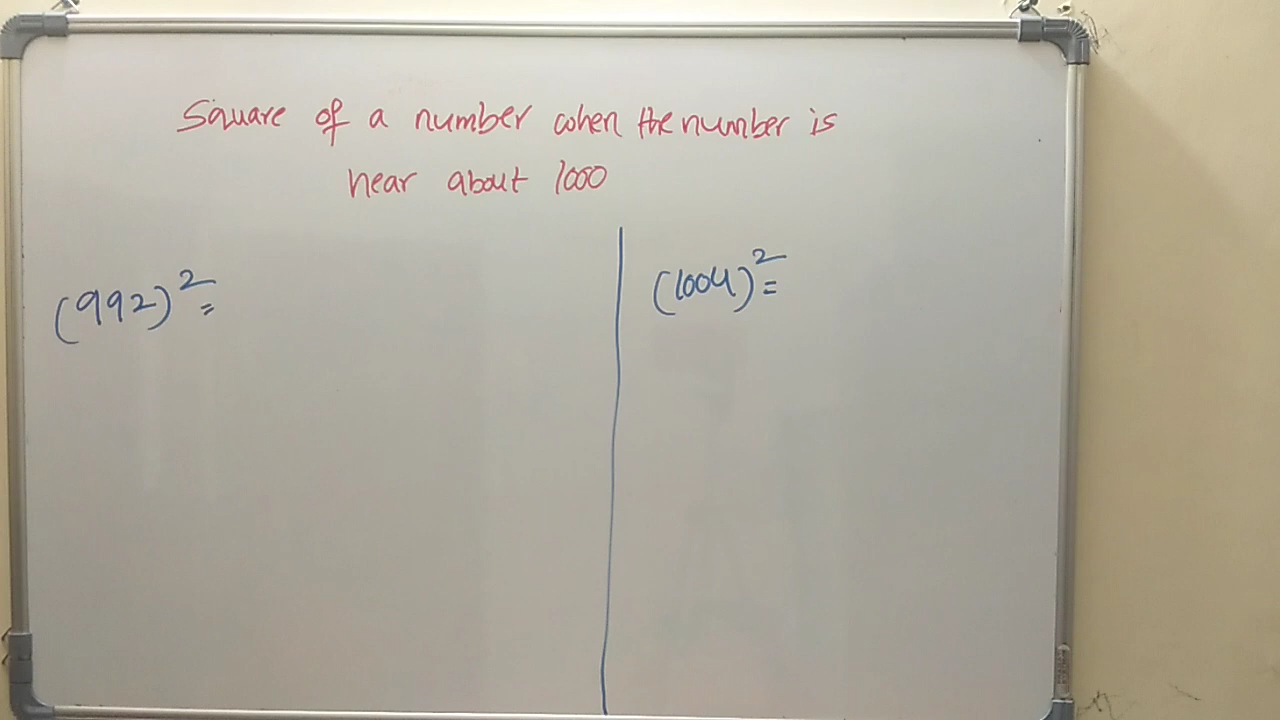 Square of a number when the number is
near about 1000
(992)² =
(1004)² =